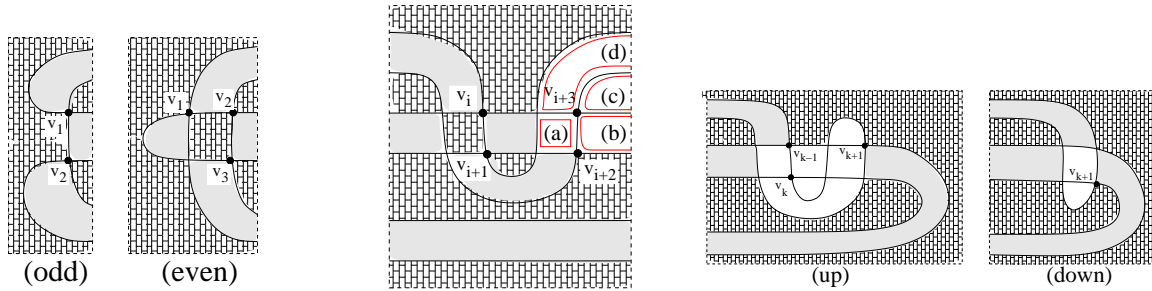 v1
v2
(odd)
v1
v2
v3
(even)
(d)
vi
vi+3
(c)
(a)
(b)
vi+1
vi+2
vk−1
vk+1
vk
(up)
vk+1
(down)